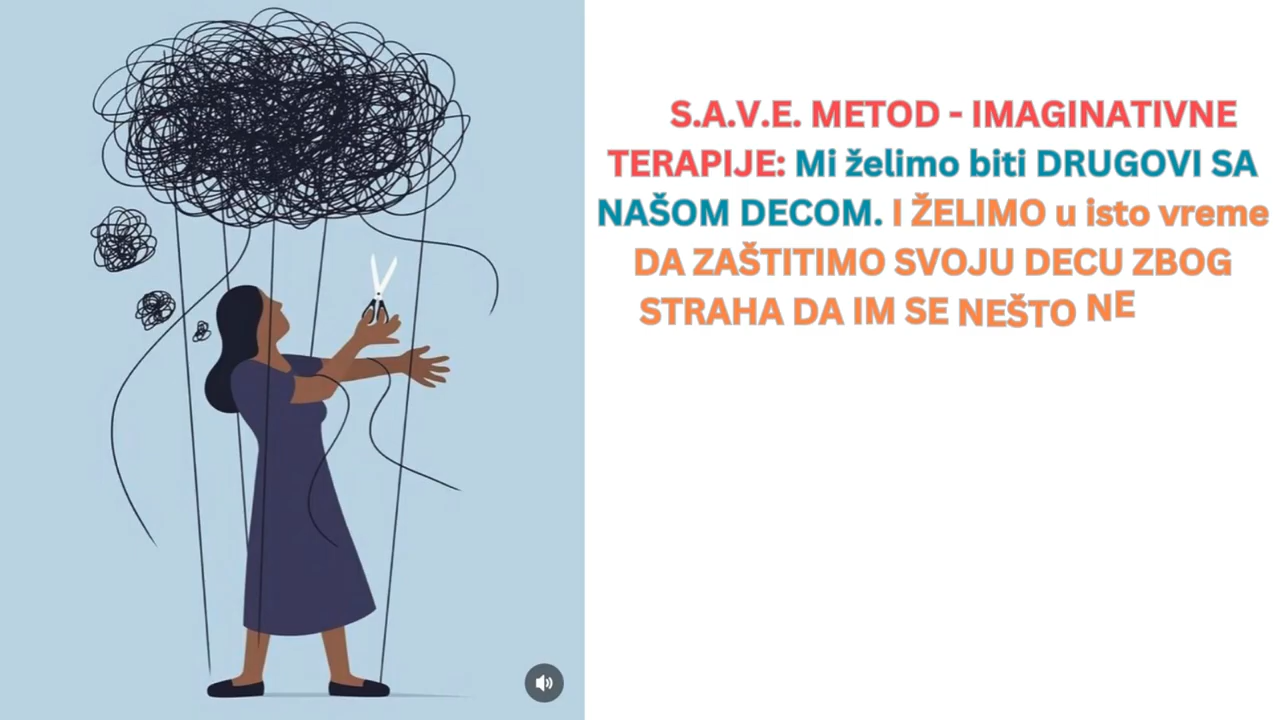 S.A.V.E. METOD - IMAGINATIVNE
TERAPIJE: Mi želimo biti DRUGOVI SA
NAŠOM DECOM. I ŽELIMO u isto vreme
DA ZAŠTITIMO SVOJU DECU ZBOG
STRAHA DA IM SE NEŠTO NE